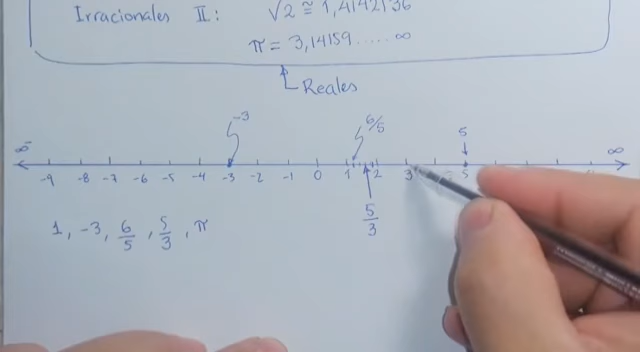 Irracionales II: √2 ≅ 1,4142136
π = 3,14159.....∞
Reales
-3
6/5
5
∞- ∞
-9 -8 -7 -6 -5 -4 -3 -2 -1 0 1 2 3 5
5/3
1, -3, 6/5, 5/3, π